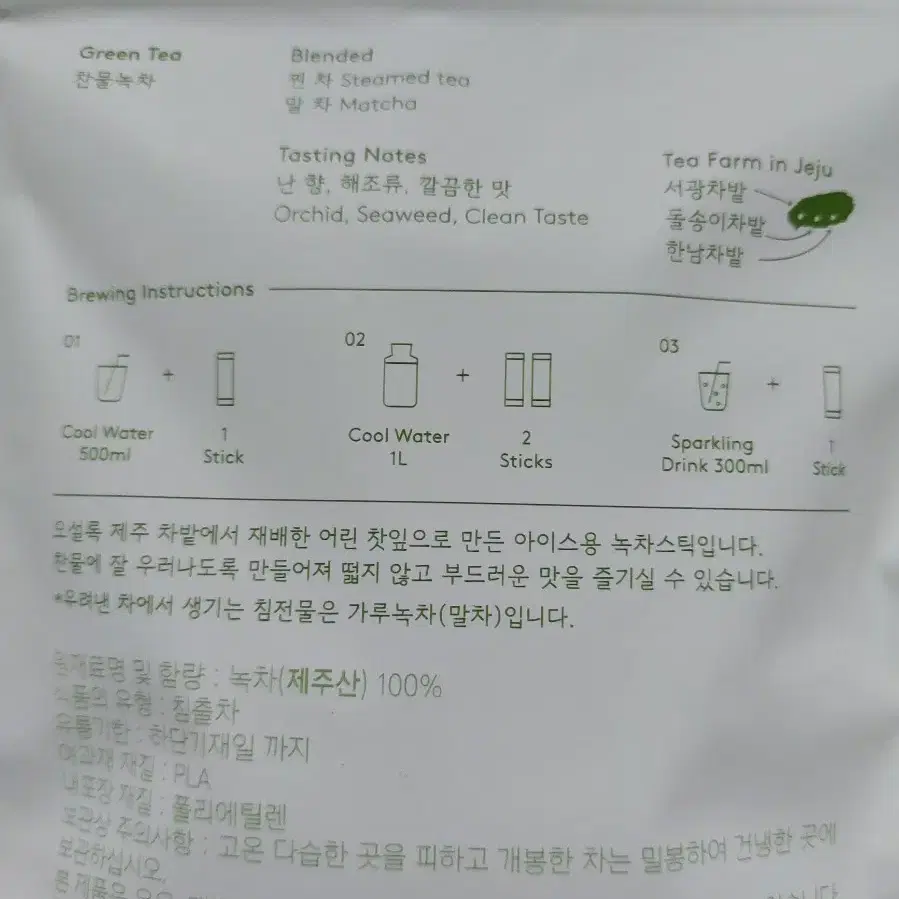 Green Tea
찬물녹차
Blended
찐 차 Steamed tea
말 차 Matcha
Tasting Notes
난 향, 해조류, 깔끔한 맛
Orchid, Seaweed, Clean Taste
Tea Farm in Jeju
서광차밭
돌송이차밭
한남차밭
Brewing Instructions
01
+
Cool Water
500ml
1
Stick
02
+
Cool Water
1L
2
Sticks
03
+
Sparkling
Drink 300ml
1
Stick
오설록 제주 차밭에서 재배한 어린 찻잎으로 만든 아이스용 녹차스틱입니다.
찬물에 잘 우러나도록 만들어져 떫지 않고 부드러운 맛을 즐기실 수 있습니다.
*우려낸 차에서 생기는 침전물은 가루녹차(말차)입니다.
원재료명 및 함량 : 녹차(제주산) 100%
식품의 유형 : 침출차
유통기한 : 하단기재일 까지
여과재 재질 : PLA
내포장 재질 : 폴리에틸렌
보관상 주의사항 : 고온 다습한 곳을 피하고 개봉한 차는 밀봉하여 건냉한 곳에
보관하십시오.
본 제품은